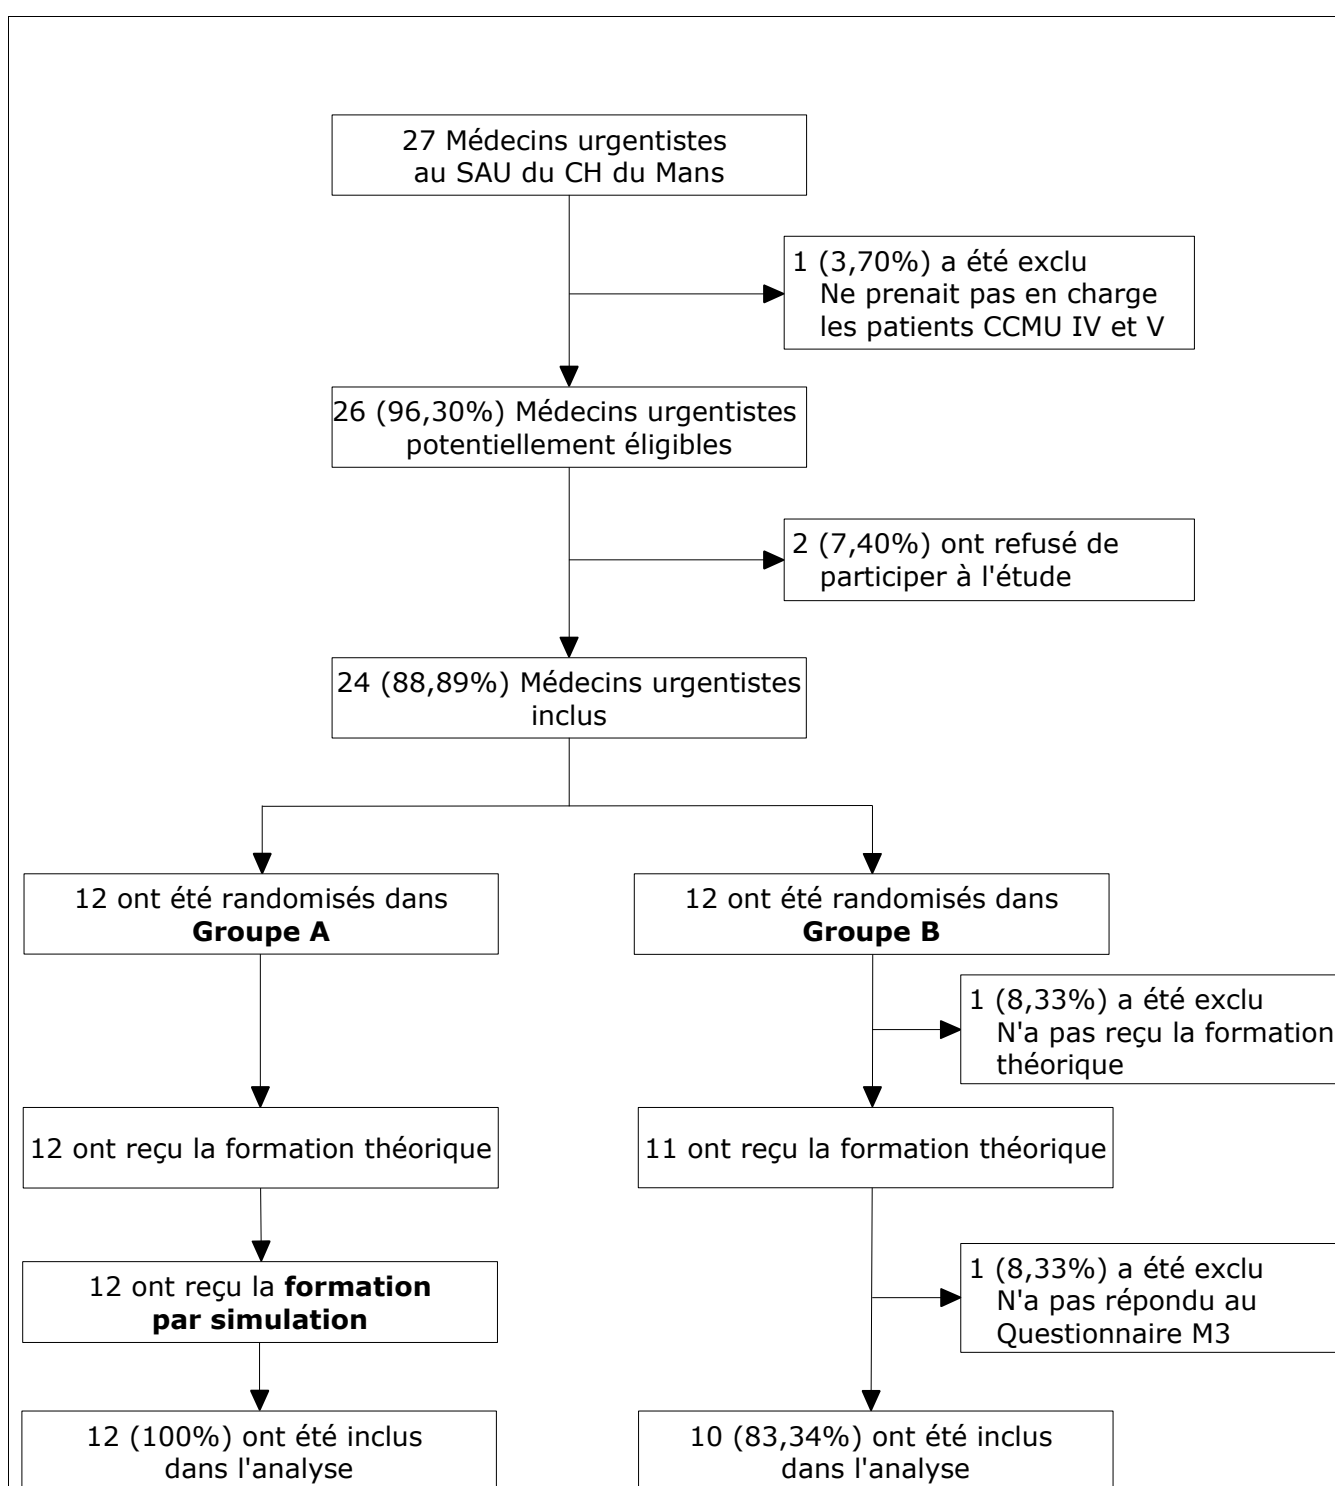 27 Médecins urgentistes
au SAU du CH du Mans
1 (3,70%) a été exclu
Ne prenait pas en charge
les patients CCMU IV et V
26 (96,30%) Médecins urgentistes
potentiellement éligibles
2 (7,40%) ont refusé de
participer à l'étude
24 (88,89%) Médecins urgentistes
inclus
12 ont été randomisés dans
Groupe A
12 ont été randomisés dans
Groupe B
1 (8,33%) a été exclu
N'a pas reçu la formation
théorique
12 ont reçu la formation théorique
11 ont reçu la formation théorique
12 ont reçu la formation
par simulation
1 (8,33%) a été exclu
N'a pas répondu au
Questionnaire M3
12 (100%) ont été inclus
dans l'analyse
10 (83,34%) ont été inclus
dans l'analyse